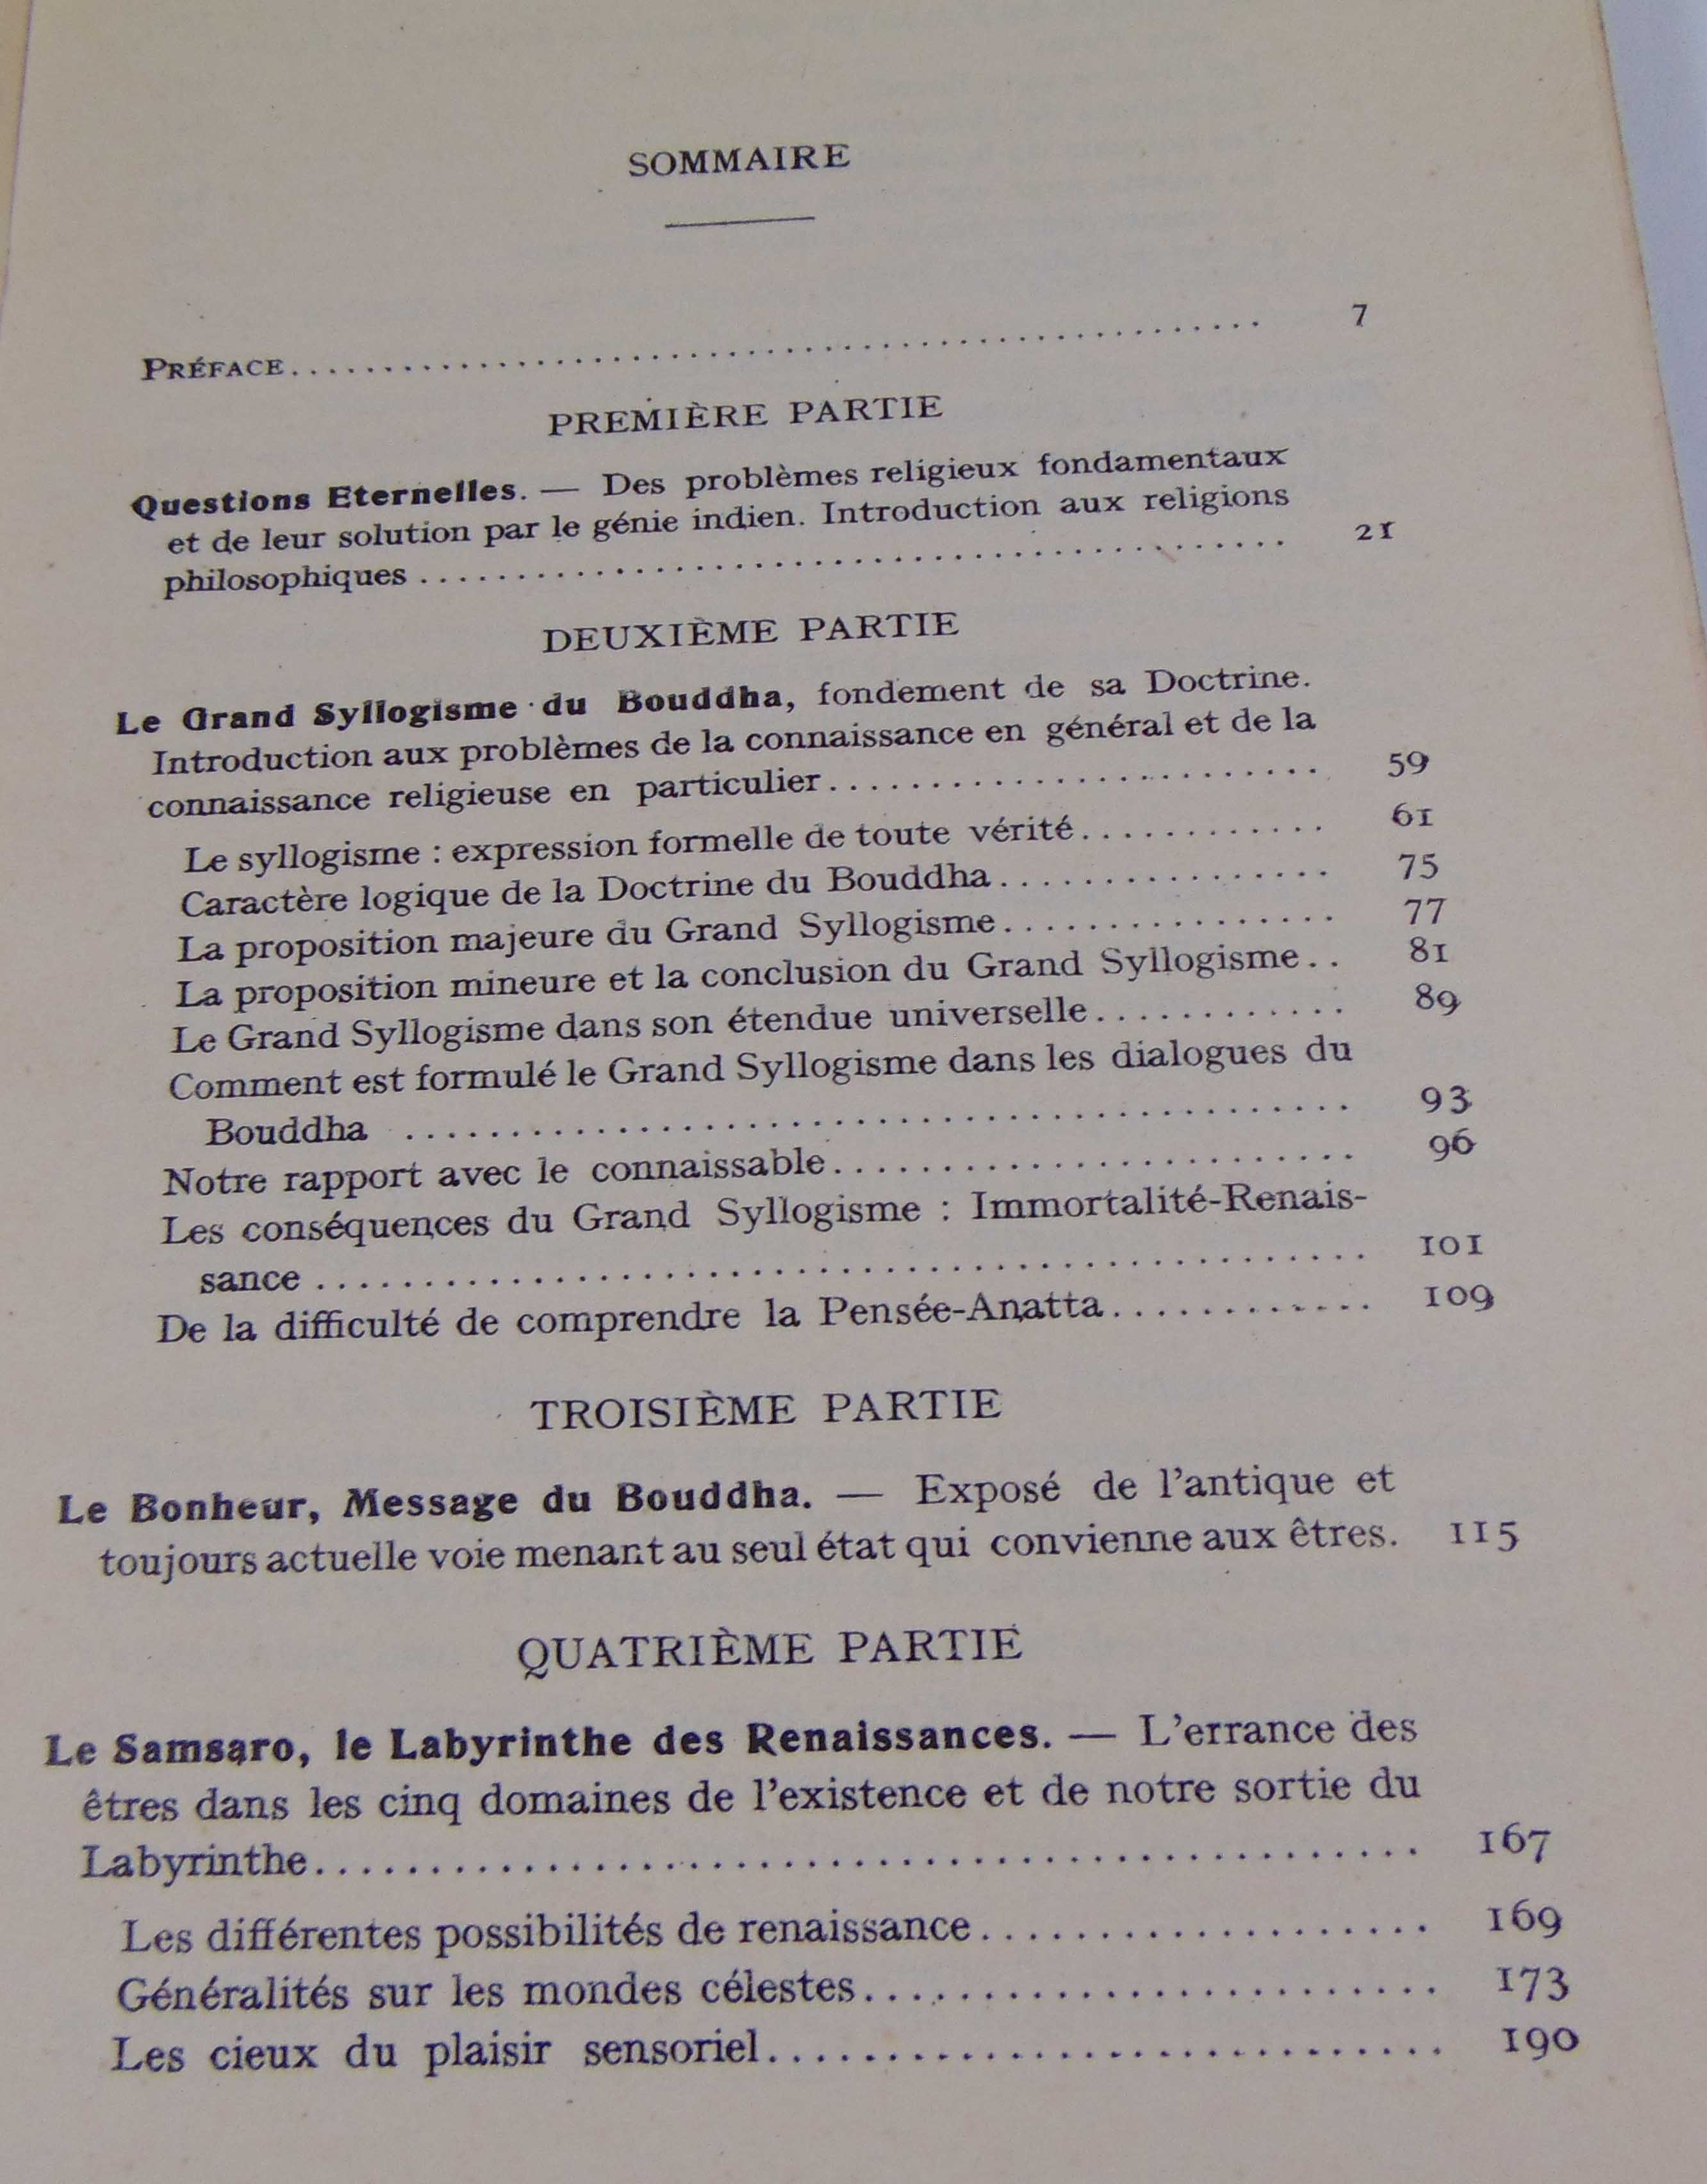 SOMMAIRE
PRÉFACE................................................ 7
PREMIÈRE PARTIE
Questions Eternelles. — Des problèmes religieux fondamentaux
et de leur solution par le génie indien. Introduction aux religions
philosophiques ............................................ 21
DEUXIÈME PARTIE
Le Grand Syllogisme du Bouddha, fondement de sa Doctrine.
Introduction aux problèmes de la connaissance en général et de la
connaissance religieuse en particulier........................ 59
Le syllogisme : expression formelle de toute vérité............ 61
Caractère logique de la Doctrine du Bouddha................ 75
La proposition majeure du Grand Syllogisme............... 77
La proposition mineure et la conclusion du Grand Syllogisme.. 81
Le Grand Syllogisme dans son étendue universelle............ 89
Comment est formulé le Grand Syllogisme dans les dialogues du
Bouddha .............................................. 93
Notre rapport avec le connaissable......................... 96
Les conséquences du Grand Syllogisme : Immortalité-Renais-
sance ................................................. 101
De la difficulté de comprendre la Pensée-Anatta............. 109
TROISIÈME PARTIE
Le Bonheur, Message du Bouddha. — Exposé de l'antique et
toujours actuelle voie menant au seul état qui convienne aux êtres. 115
QUATRIÈME PARTIE
Le Samsaro, le Labyrinthe des Renaissances. — L'errance des
êtres dans les cinq domaines de l'existence et de notre sortie du
Labyrinthe................................................ 167
Les différentes possibilités de renaissance................... 169
Généralités sur les mondes célestes........................ 173
Les cieux du plaisir sensoriel............................. 190